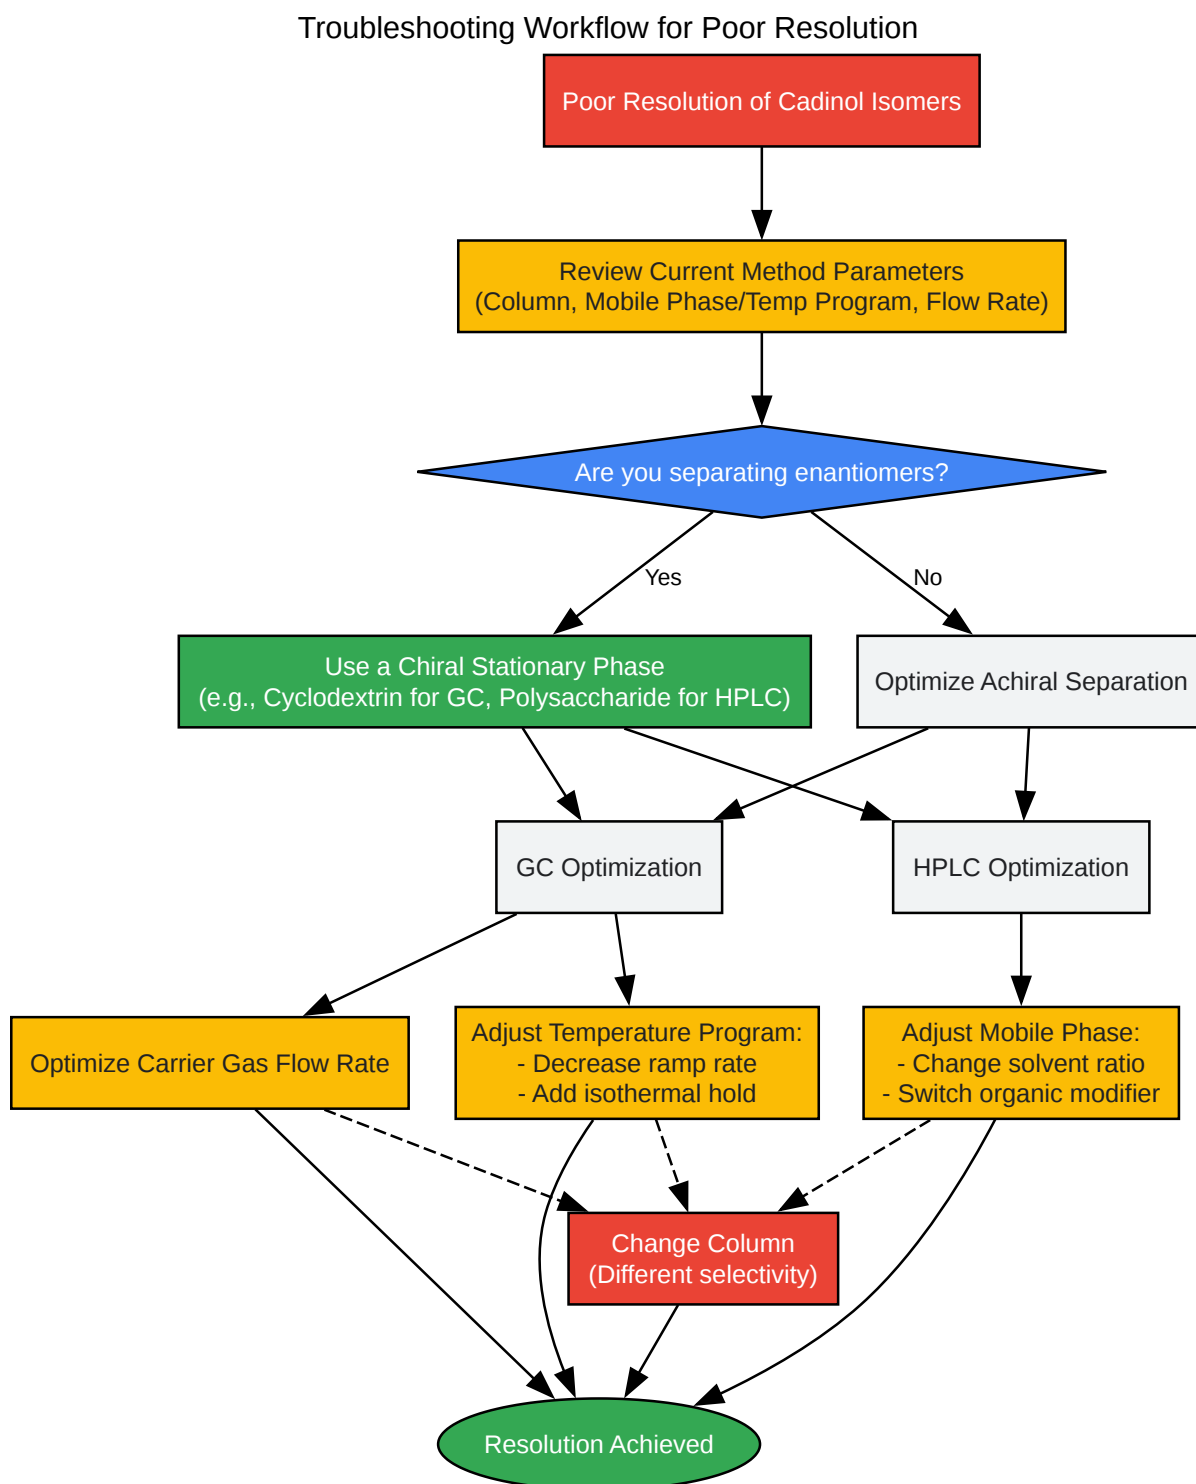 Troubleshooting Workflow for Poor Resolution
Poor Resolution of Cadinol Isomers
Review Current Method Parameters
(Column, Mobile Phase/Temp Program, Flow Rate)
Are you separating enantiomers?
Yes
No
Use a Chiral Stationary Phase
(e.g., Cyclodextrin for GC, Polysaccharide for HPLC)
Optimize Achiral Separation
GC Optimization
HPLC Optimization
Optimize Carrier Gas Flow Rate
Adjust Temperature Program:
- Decrease ramp rate
- Add isothermal hold
Adjust Mobile Phase:
- Change solvent ratio
- Switch organic modifier
Change Column
(Different selectivity)
Resolution Achieved